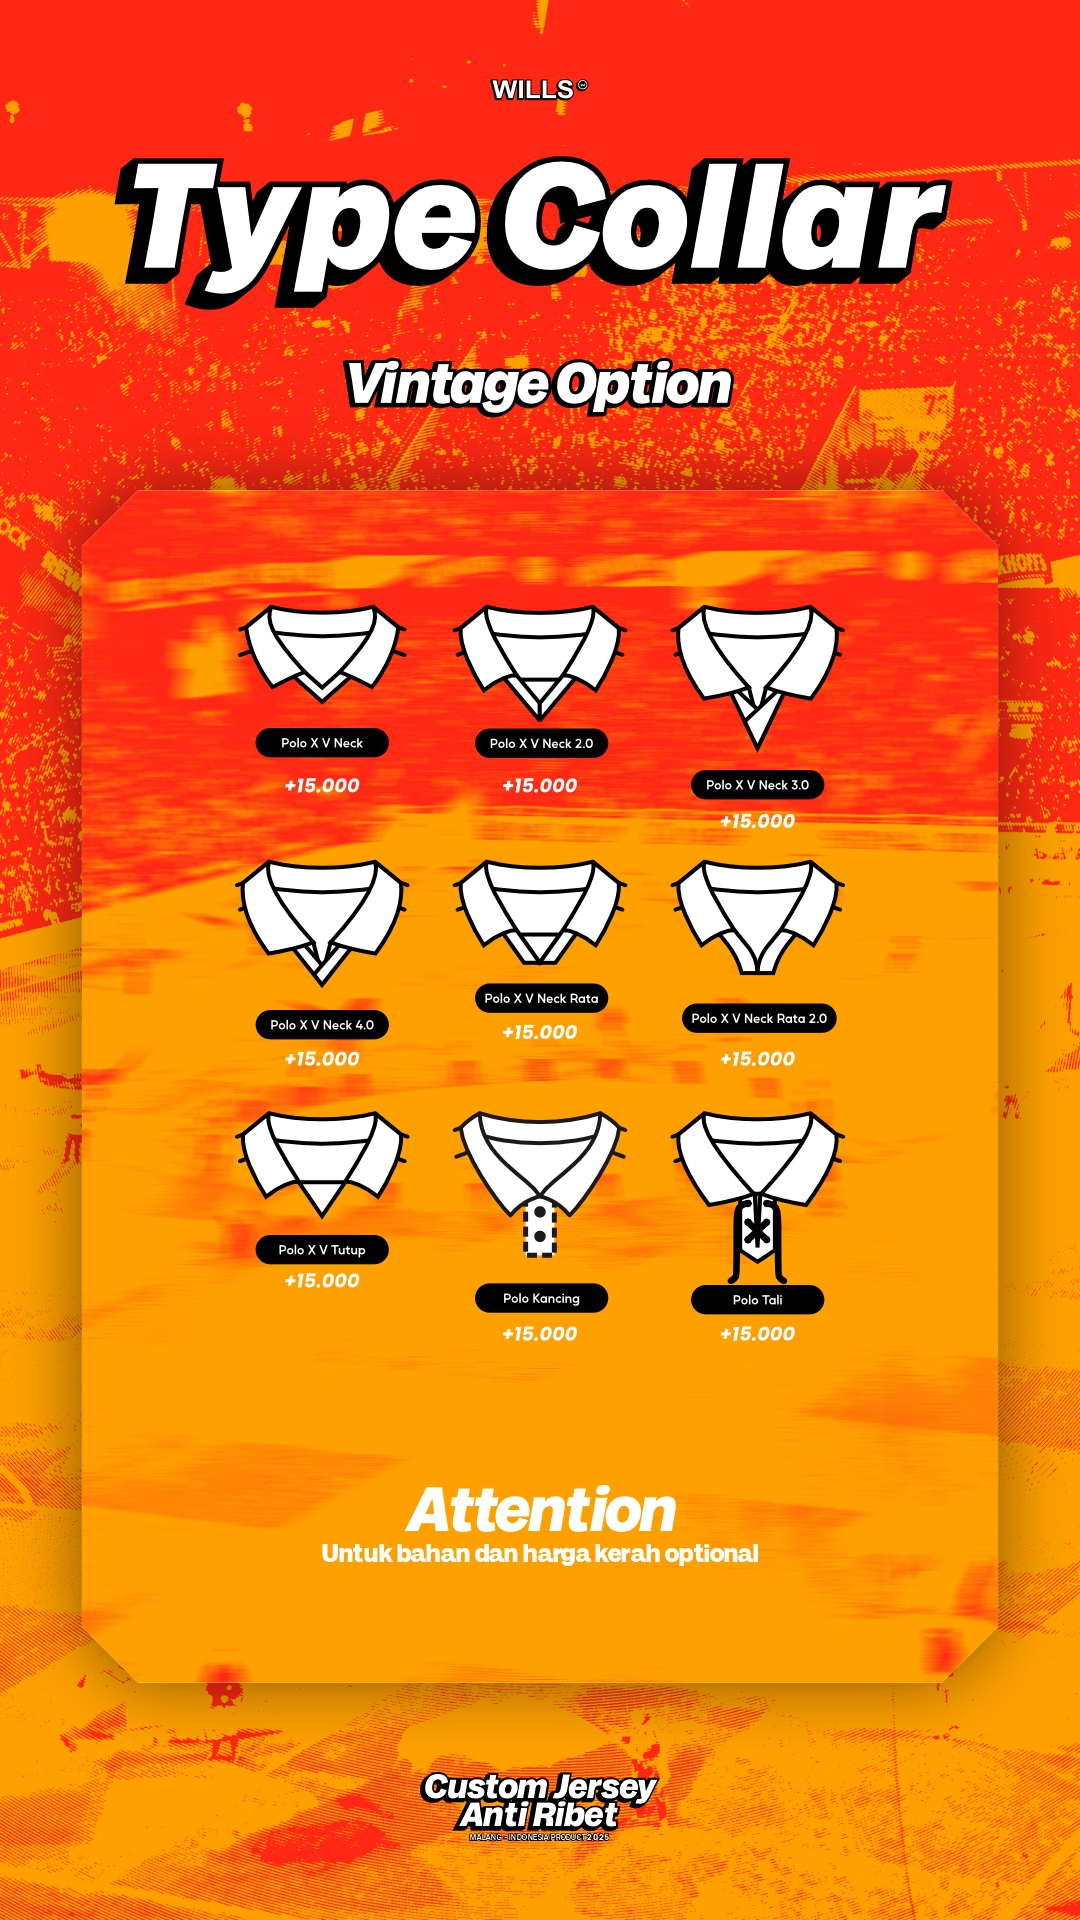 WILLS
Type Collar
Vintage Option
Polo X V Neck
+15.000
Polo X V Neck 2.0
+15.000
Polo X V Neck 3.0
+15.000
Polo X V Neck 4.0
+15.000
Polo X V Neck Rata
+15.000
Polo X V Neck Rata 2.0
+15.000
Polo X V Tutup
+15.000
Polo Kancing
+15.000
Polo Tali
+15.000
Attention
Untuk bahan dan harga kerah optional
Custom Jersey
Anti Ribet
MALANG - INDONESIA PRODUCT 2025